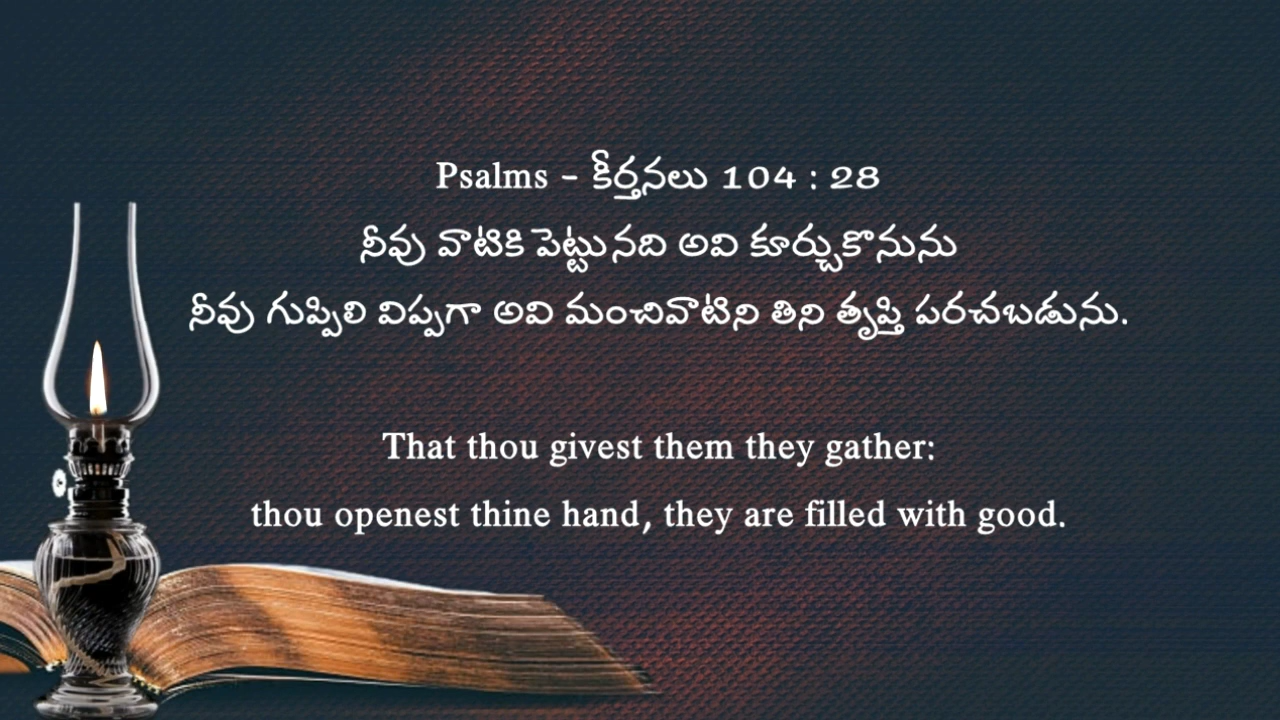 Psalms - కీర్తనలు 104 : 28
నీవు వాటికి పెట్టునది అవి కూర్చుకొనును
నీవు గుప్పిలి విప్పగా అవి మంచివాటిని తిని తృప్తి పరచబడును.
That thou givest them they gather:
thou openest thine hand, they are filled with good.